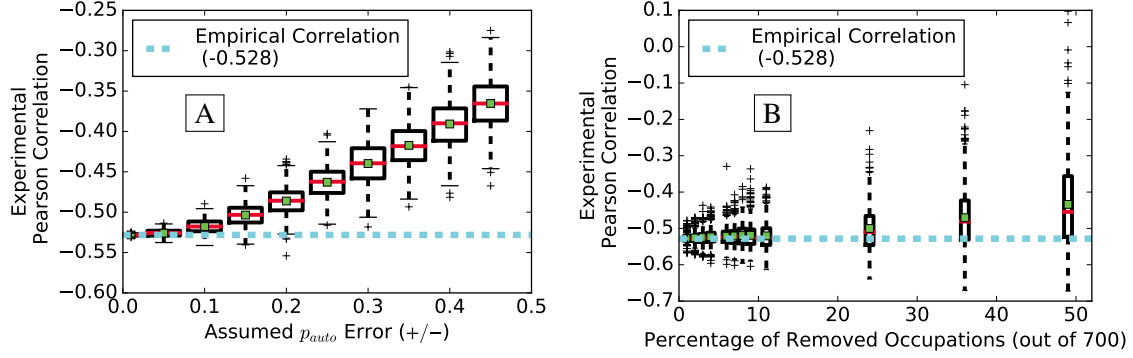 −0.25
−0.30
−0.35
−0.40
−0.45
−0.50
−0.55
−0.60
Experimental
Pearson Correlation
Empirical Correlation
(-0.528)
A
0.0 0.1 0.2 0.3 0.4 0.5
Assumed p_auto Error (+/−)
0.1
0.0
−0.1
−0.2
−0.3
−0.4
−0.5
−0.6
−0.7
Experimental
Pearson Correlation
Empirical Correlation
(-0.528)
B
0 10 20 30 40 50
Percentage of Removed Occupations (out of 700)